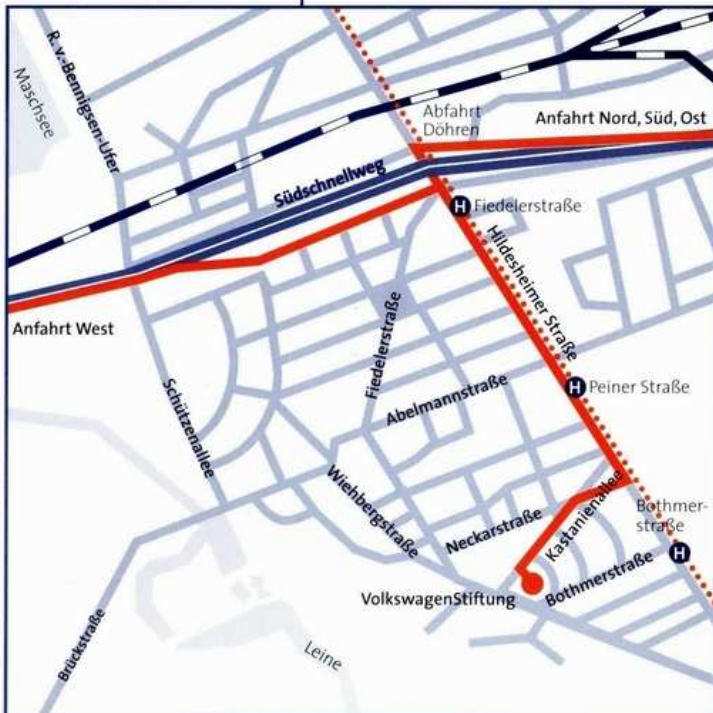 R. v.-Bennigsen-Ufer
Maschsee
Abfahrt
Döhren
Anfahrt Nord, Süd, Ost
Südschnellweg
H Fiedelerstraße
Hildesheimer Straße
Anfahrt West
Fiedelerstraße
Schützenallee
Abelmannstraße
H Peiner Straße
Wiehbergstraße
Neckarstraße
Kastanienallee
Bothmer-
straße
H
Bothmerstraße
VolkswagenStiftung
Brückstraße
Leine